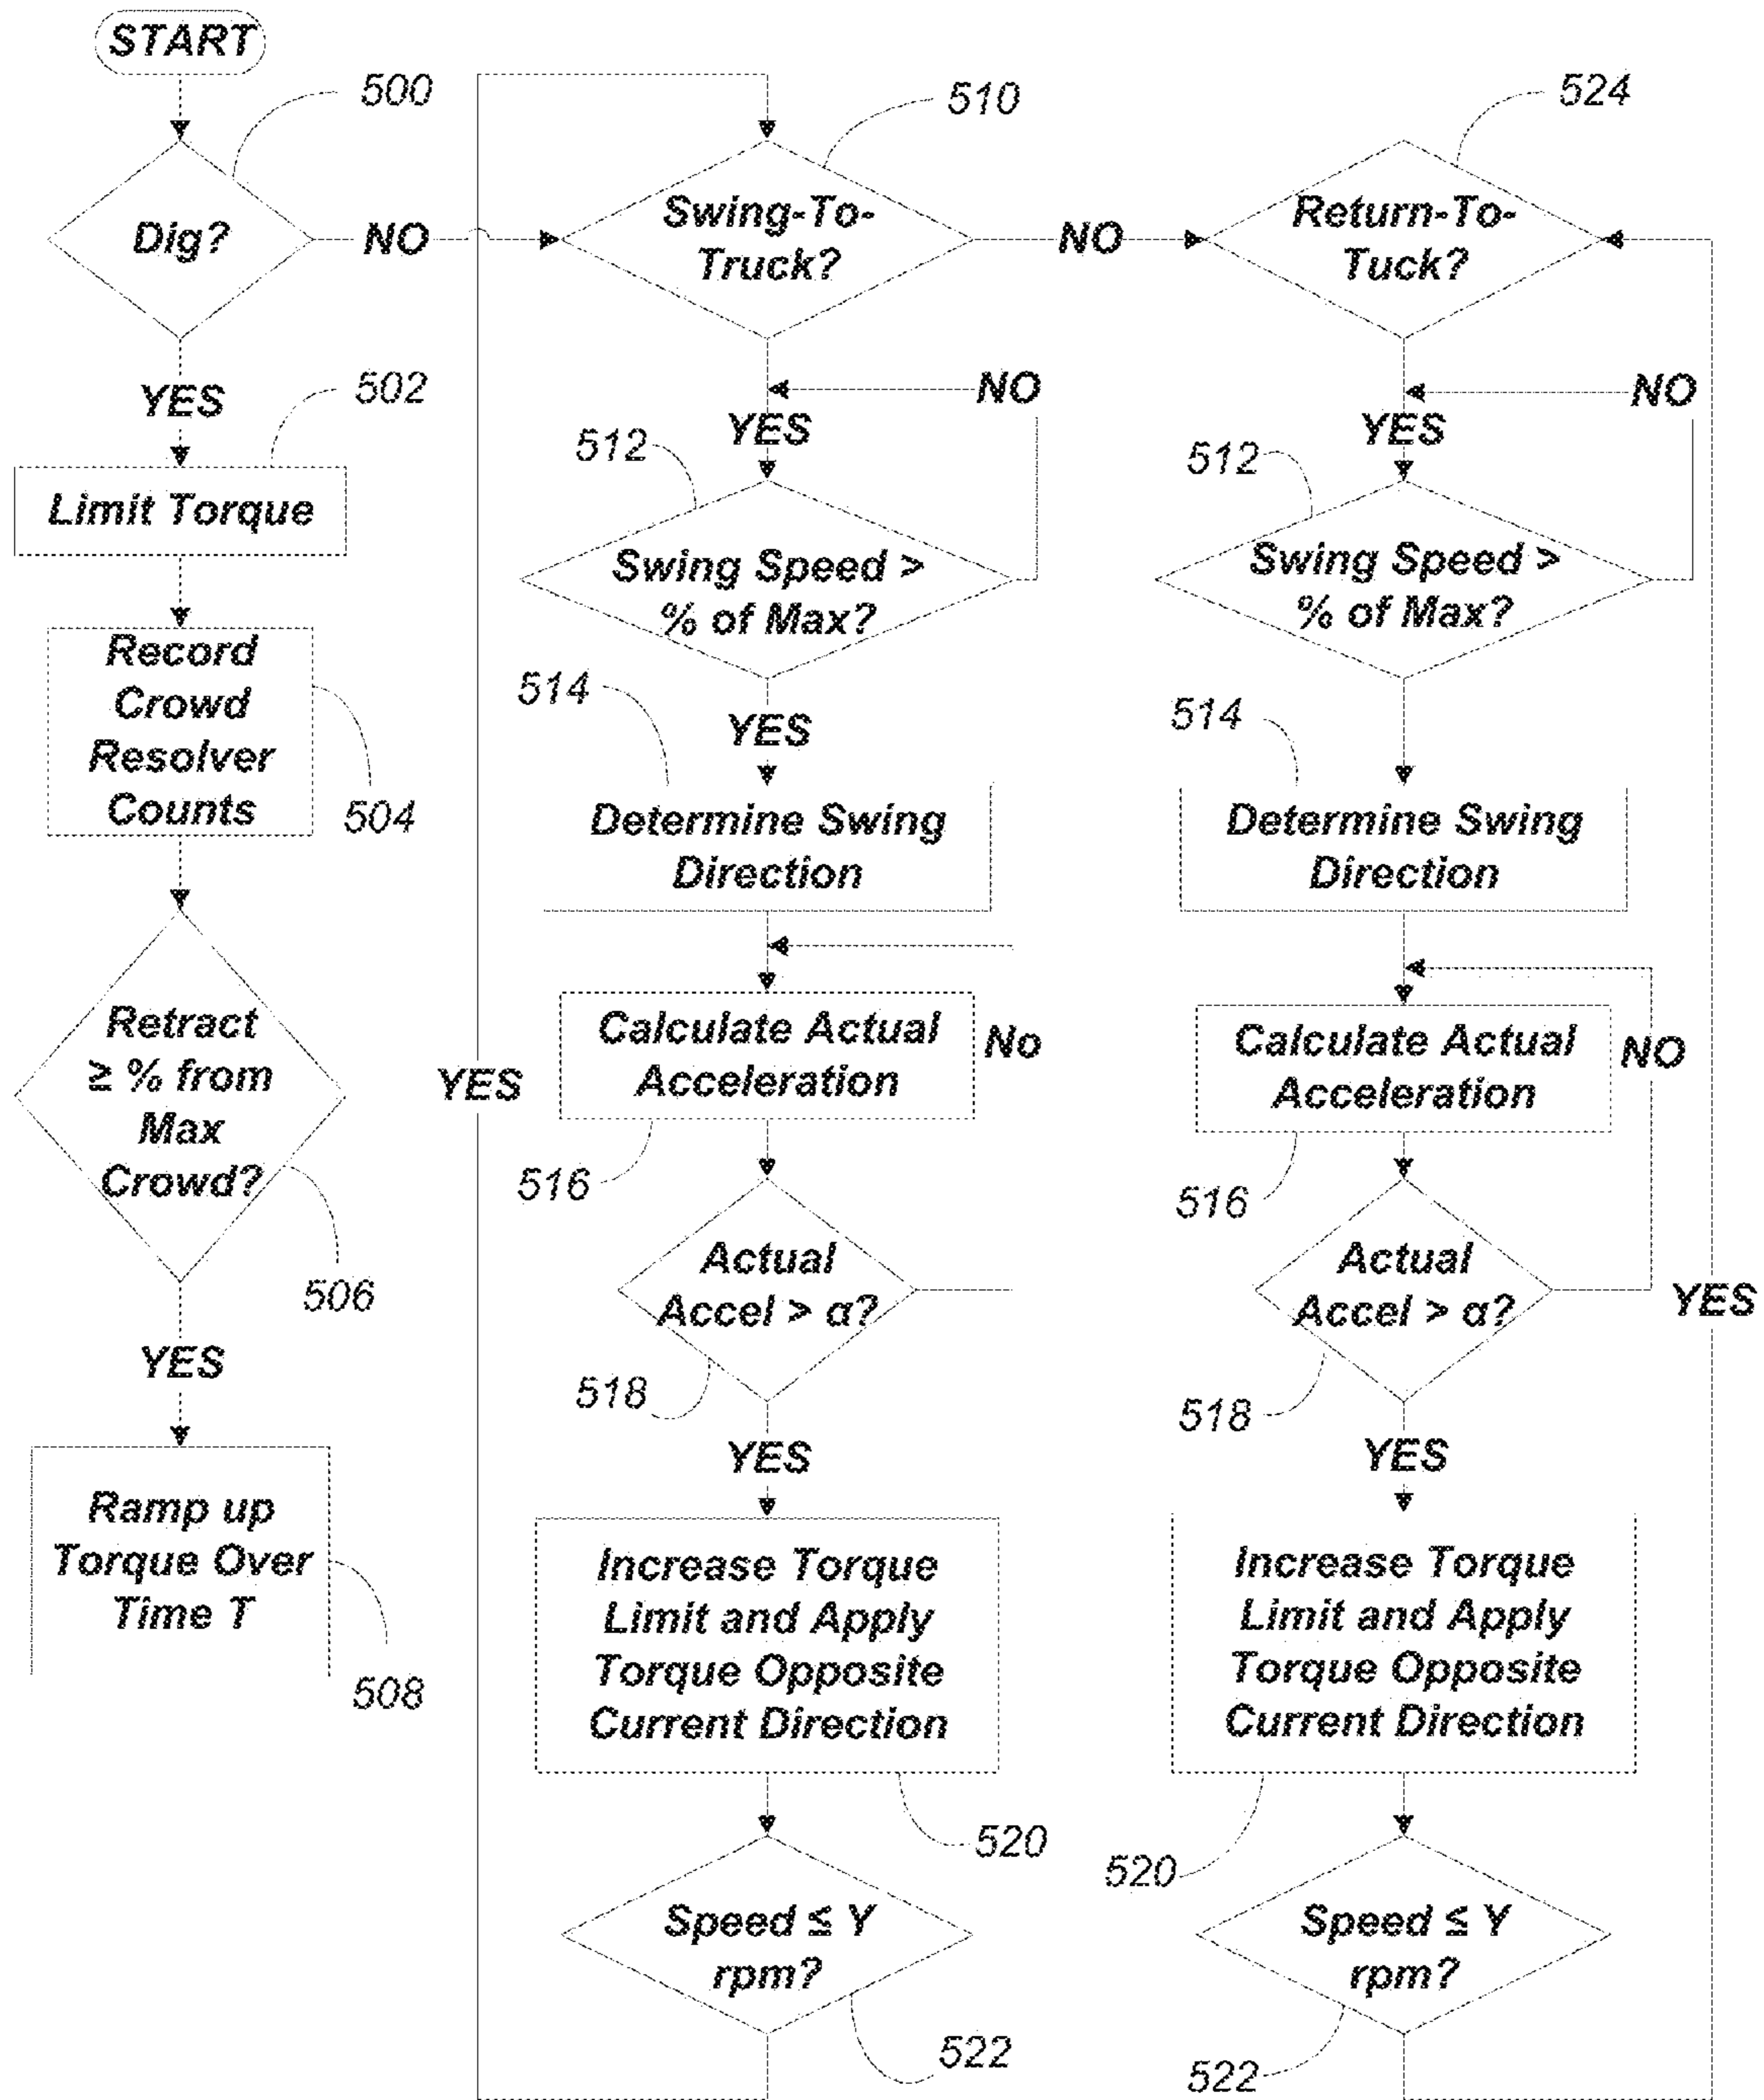 START
500
Dig?
NO
YES
502
Limit Torque
Record
Crowd
Resolver
Counts
504
Retract
≥ % from
Max
Crowd?
506
YES
Ramp up
Torque Over
Time T
508
510
Swing-To-
Truck?
NO
NO
YES
512
Swing Speed >
% of Max?
514
YES
Determine Swing
Direction
Calculate Actual
Acceleration
No
YES
516
Actual
Accel > α?
518
YES
Increase Torque
Limit and Apply
Torque Opposite
Current Direction
520
Speed ≤ Y
rpm?
522
524
Return-To-
Tuck?
NO
YES
512
Swing Speed >
% of Max?
514
Determine Swing
Direction
Calculate Actual
Acceleration
NO
516
Actual
Accel > α?
YES
518
YES
Increase Torque
Limit and Apply
Torque Opposite
Current Direction
520
Speed ≤ Y
rpm?
522